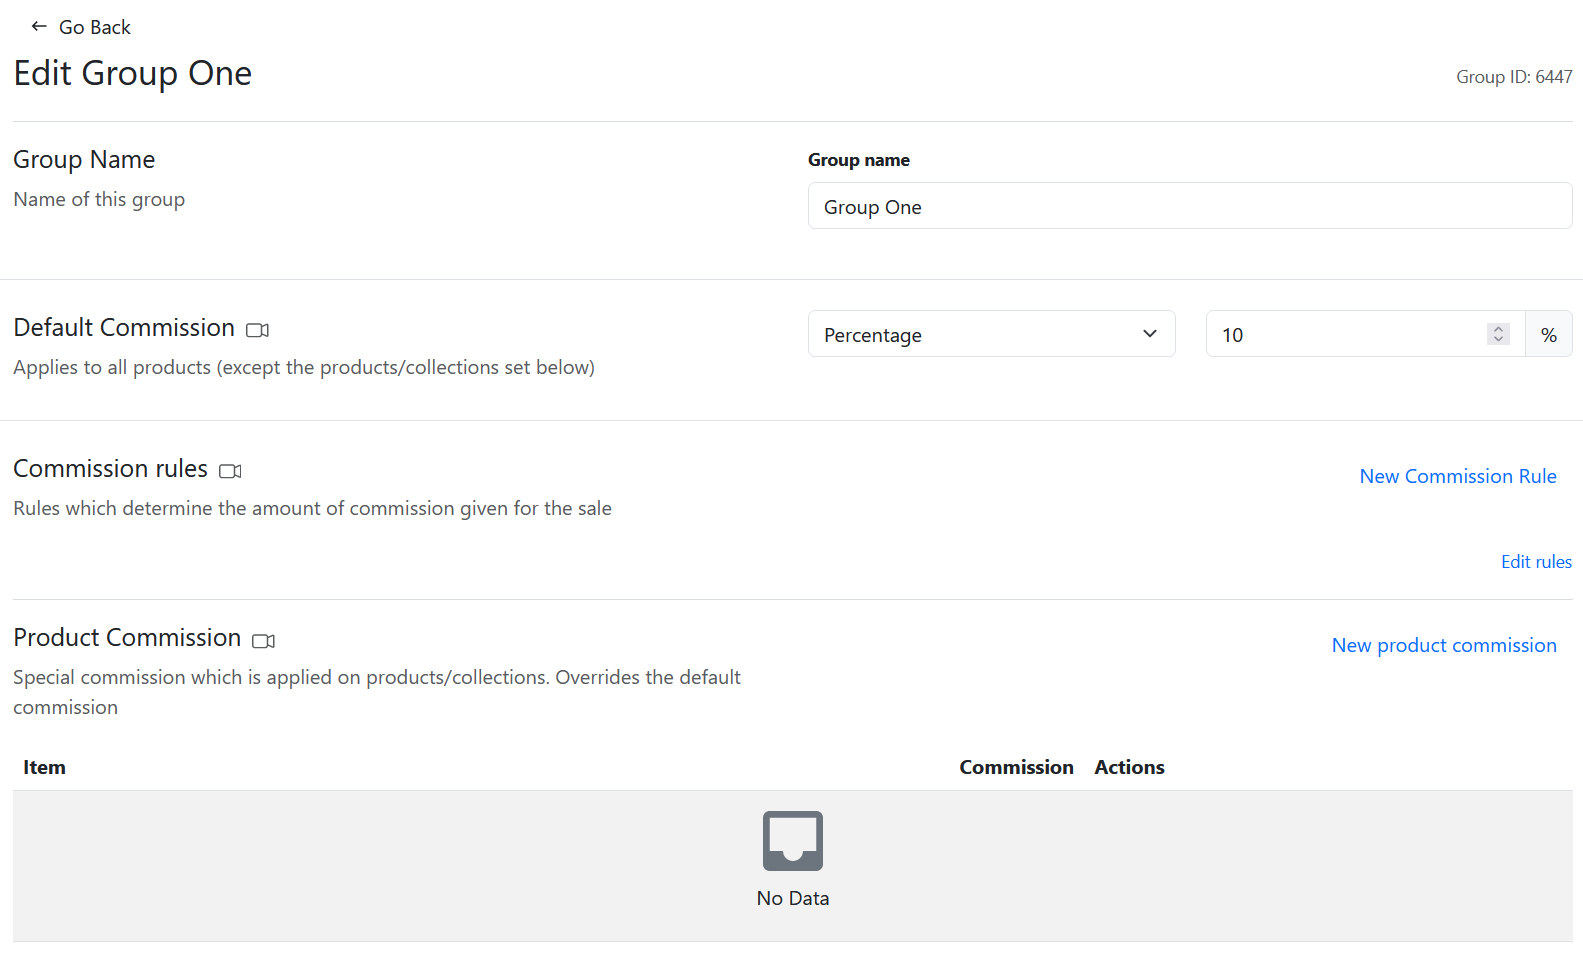 Go Back
Edit Group One
Group ID: 6447
Group Name
Name of this group
Group name
Group One
Default Commission
Applies to all products (except the products/collections set below)
Percentage
10
%
Commission rules
Rules which determine the amount of commission given for the sale
New Commission Rule
Edit rules
Product Commission
Special commission which is applied on products/collections. Overrides the default
commission
New product commission
Item Commission Actions
No Data